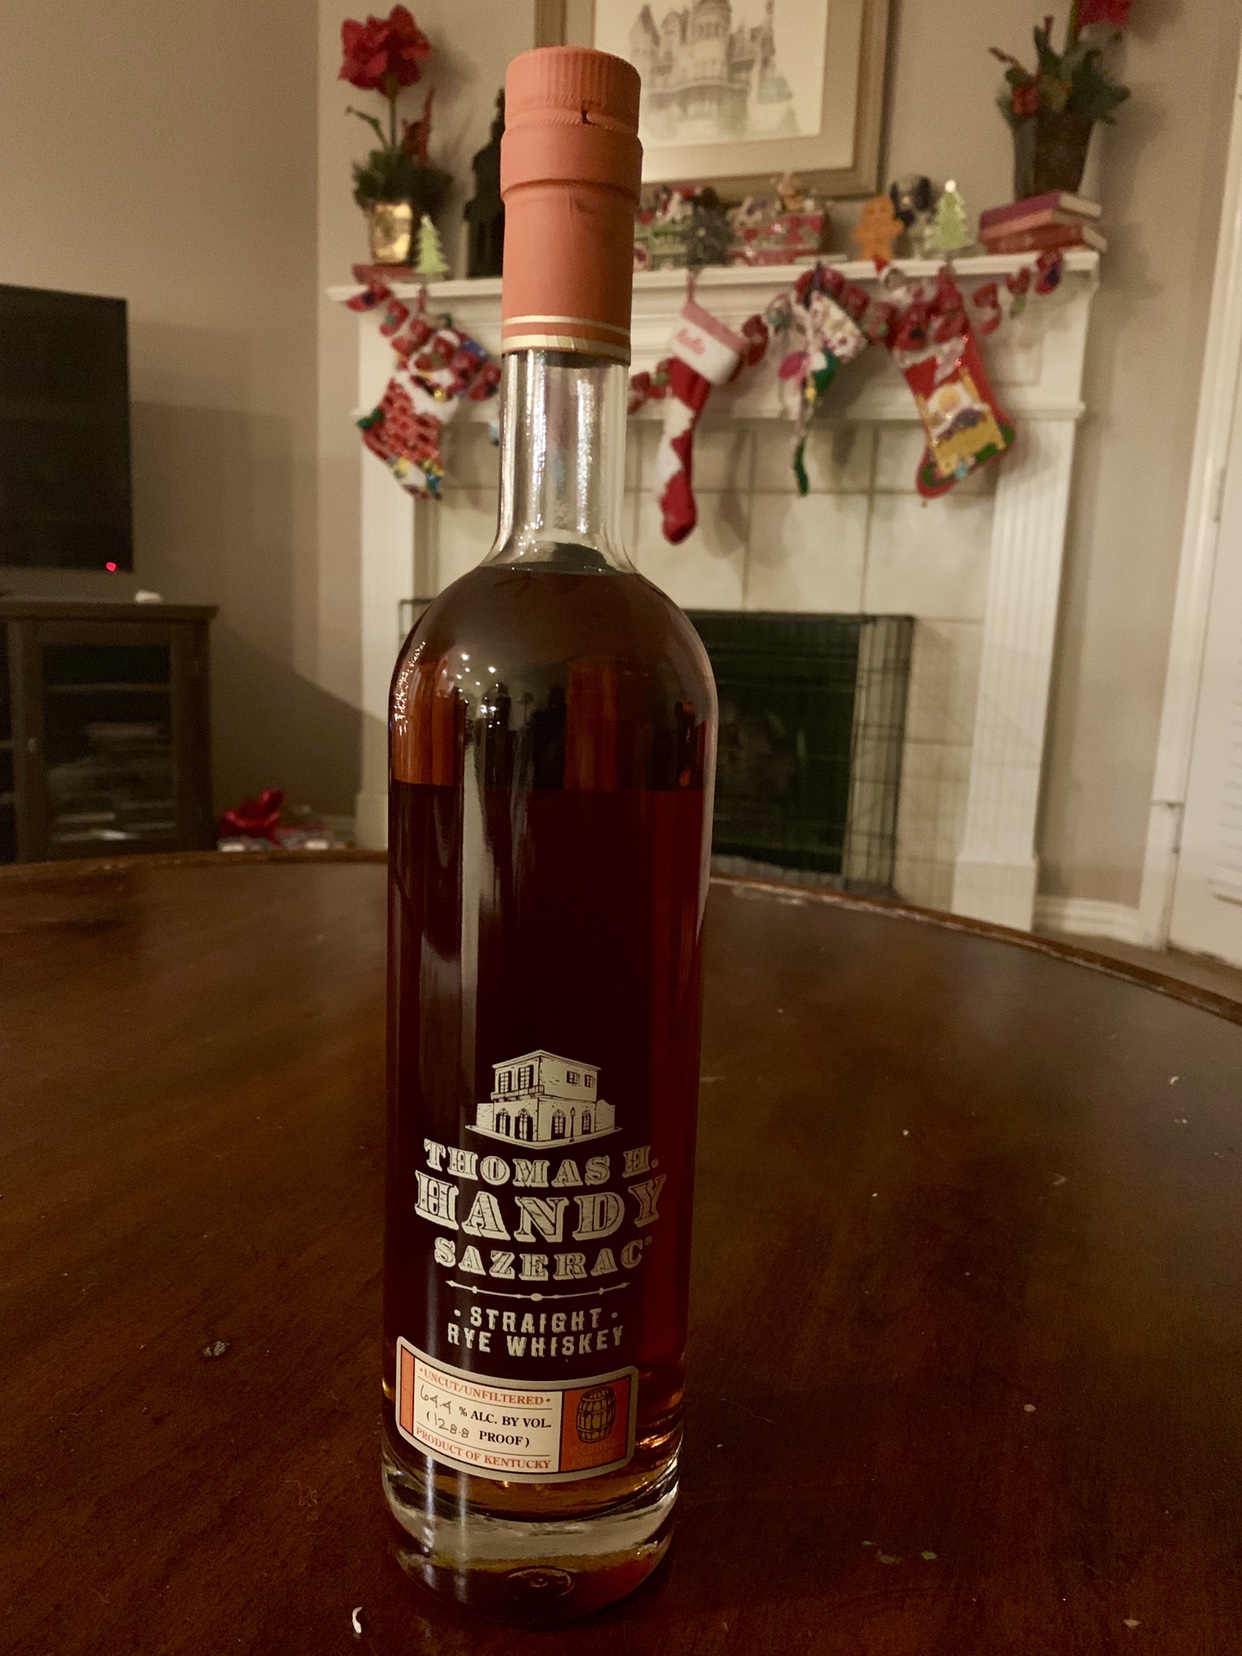 THOMAS H.
HANDY
SAZERAC®
· STRAIGHT ·
RYE WHISKEY
• UNCUT/UNFILTERED •
64.4 % ALC. BY VOL.
(128.8 PROOF)
PRODUCT OF KENTUCKY